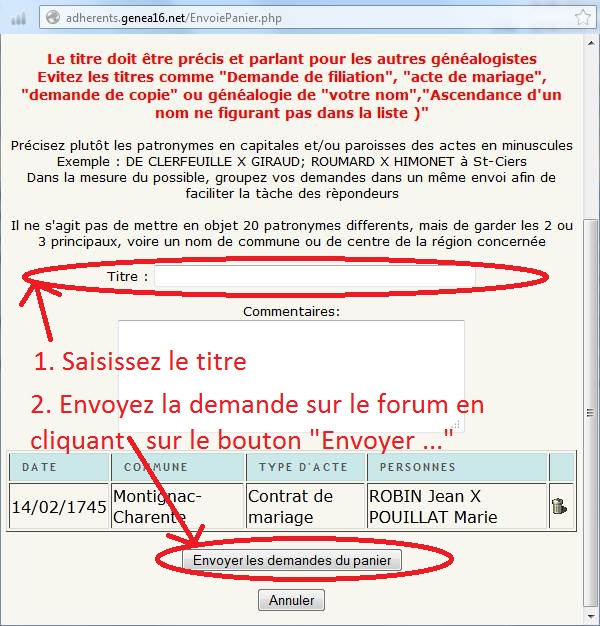 adherents.genea16.net/EnvoiePanier.php
Le titre doit être précis et parlant pour les autres généalogistes
Evitez les titres comme "Demande de filiation", "acte de mariage",
"demande de copie" ou généalogie de "votre nom","Ascendance d'un
nom ne figurant pas dans la liste )"
Précisez plutôt les patronymes en capitales et/ou paroisses des actes en minuscules
Exemple : DE CLERFEUILLE X GIRAUD; ROUMARD X HIMONET à St-Ciers
Dans la mesure du possible, groupez vos demandes dans un même envoi afin de
faciliter la tàche des rèpondeurs
Il ne s'agit pas de mettre en objet 20 patronymes differents, mais de garder les 2 ou
3 principaux, voire un nom de commune ou de centre de la région concernée
Titre :
Commentaires:
1. Saisissez le titre
2. Envoyez la demande sur le forum en
cliquant sur le bouton "Envoyer ..."
DATE COMMUNE TYPE D'ACTE PERSONNES
14/02/1745 Montignac- Contrat de ROBIN Jean X
Charente mariage POUILLAT Marie
Envoyer les demandes du panier
Annuler